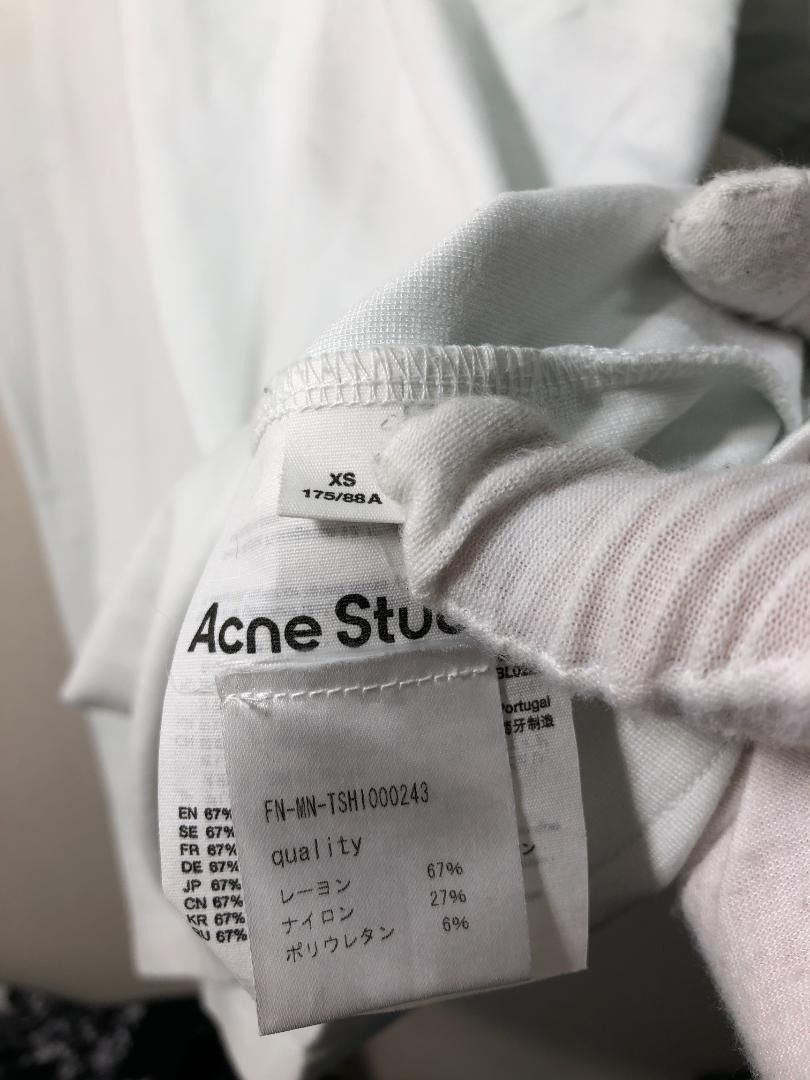 XS
175/88A
Acne
Portugal
牙制造
EN 67%
SE 67%
FR 67%
DE 67%
JP 67%
CN 67%
KR 67%
67%
FN-MN-TSHI000243
quality
レーヨン 67%
ナイロン 27%
ポリウレタン 6%